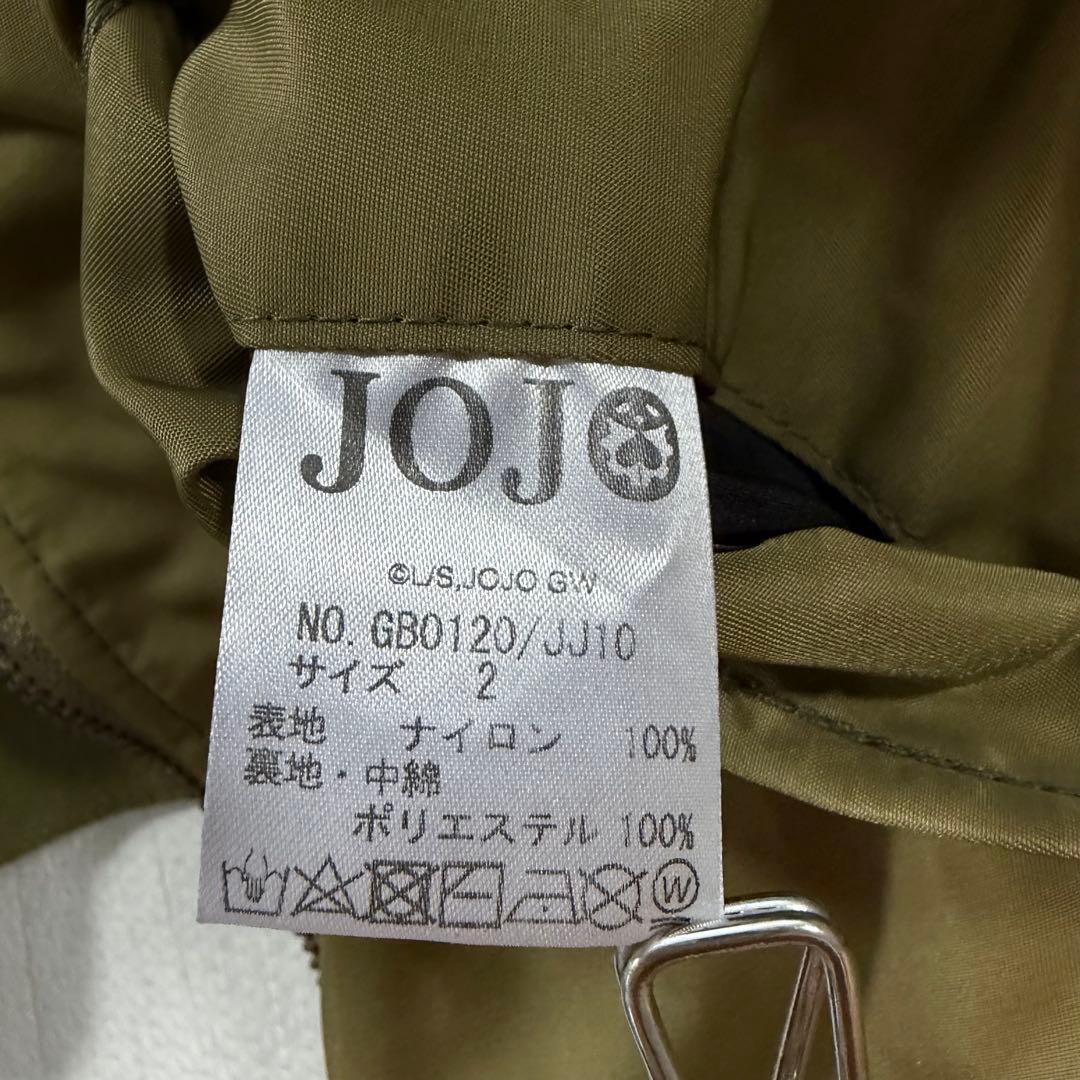 JOJO
©L/S,JOJO GW
NO. GB0120/JJ10
サイズ 2
表地 ナイロン 100%
裏地・中綿
ポリエステル 100%
W